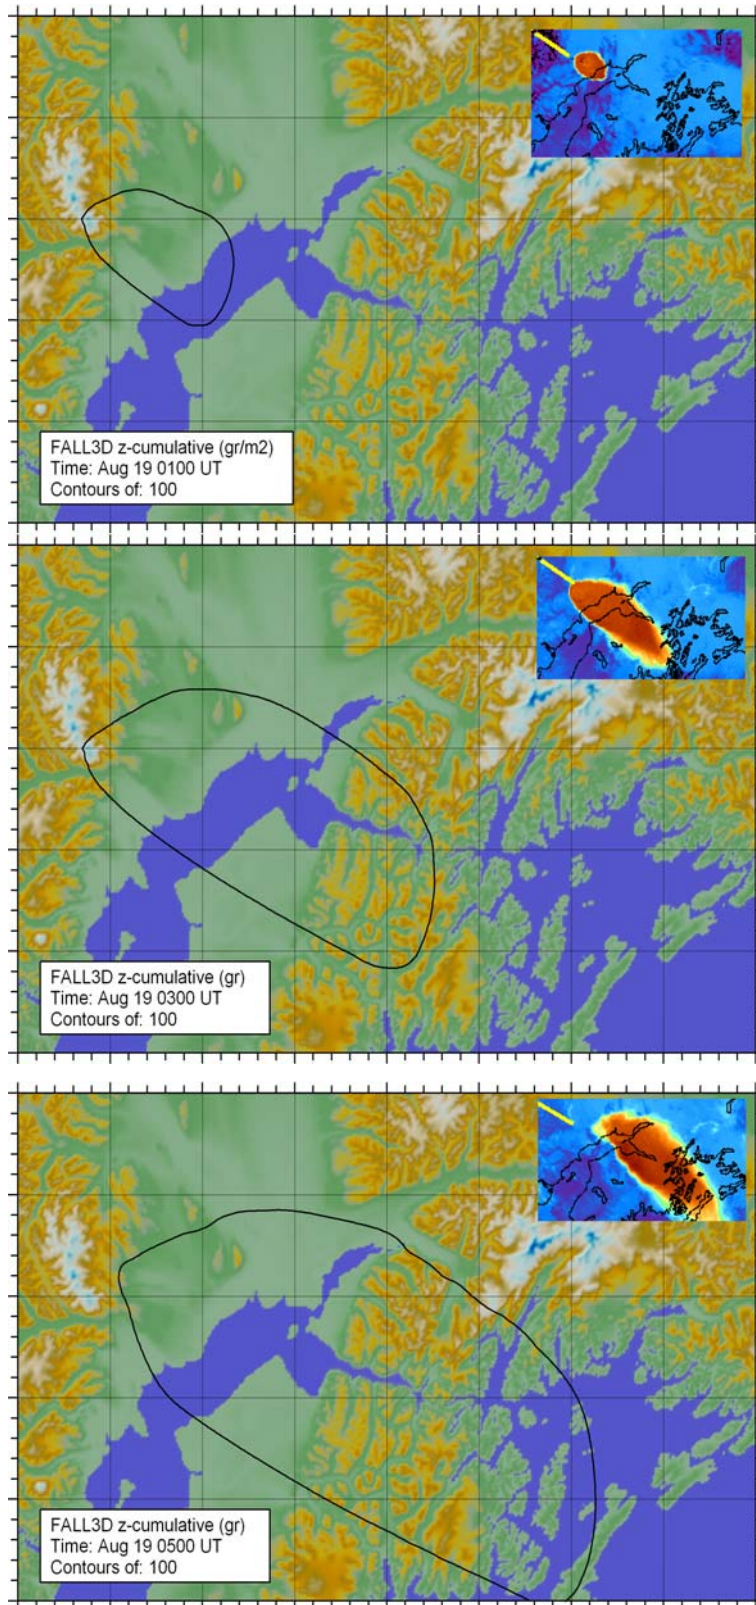 FALL3D z-cumulative (gr/m2)
Time: Aug 19 0100 UT
Contours of: 100
FALL3D z-cumulative (gr)
Time: Aug 19 0300 UT
Contours of: 100
FALL3D z-cumulative (gr)
Time: Aug 19 0500 UT
Contours of: 100